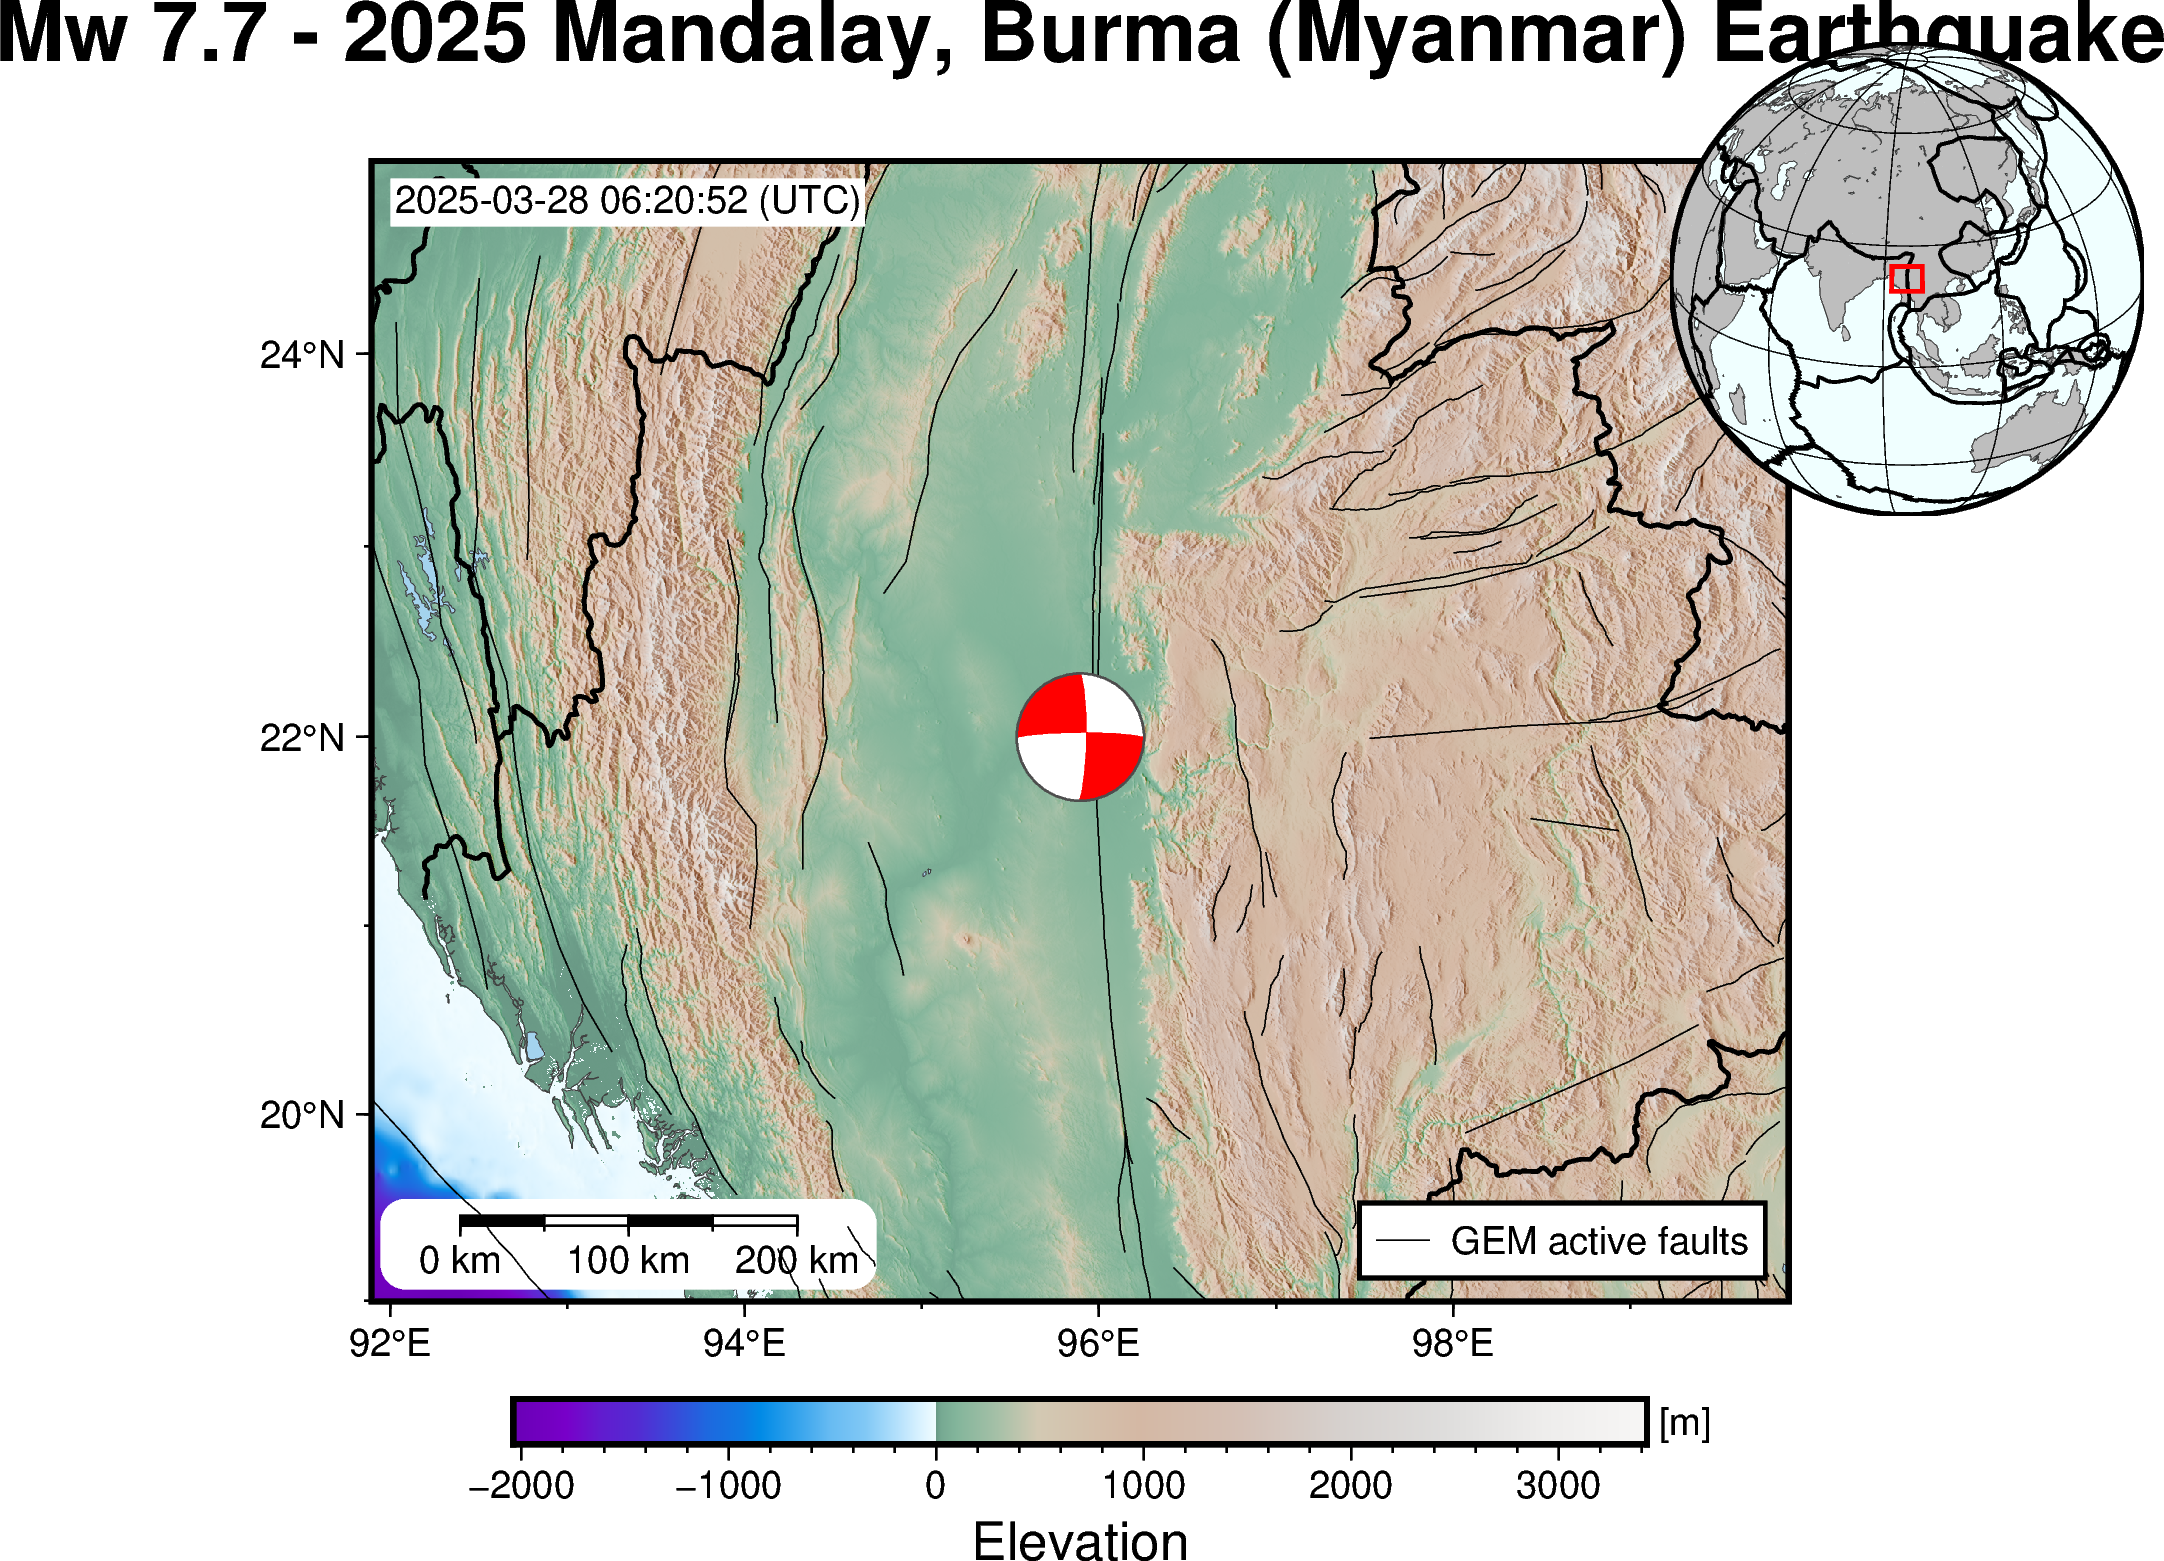 Mw 7.7 - 2025 Mandalay, Burma (Myanmar) Earthquake
2025-03-28 06:20:52 (UTC)
24°N
22°N
20°N
0 km 100 km 200 km
GEM active faults
92°E 94°E 96°E 98°E
[m]
−2000 −1000 0 1000 2000 3000
Elevation